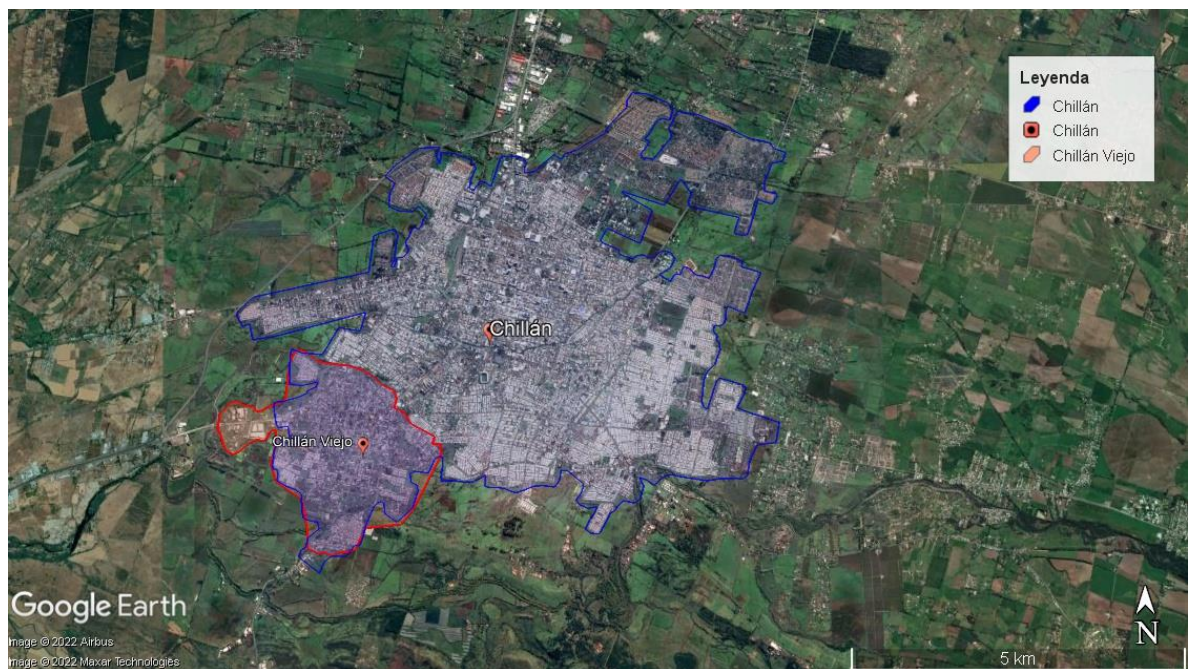 Leyenda
Chillán
Chillán
Chillán Viejo
Chillán
Chillán Viejo
Google Earth
Image © 2022 Airbus
Image © 2022 Maxar Technologies
5 km
N